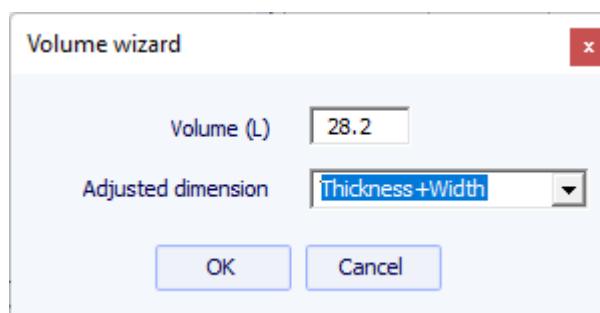 Volume wizard
x
Volume (L) 28.2
Adjusted dimension Thickness+Width
OK Cancel